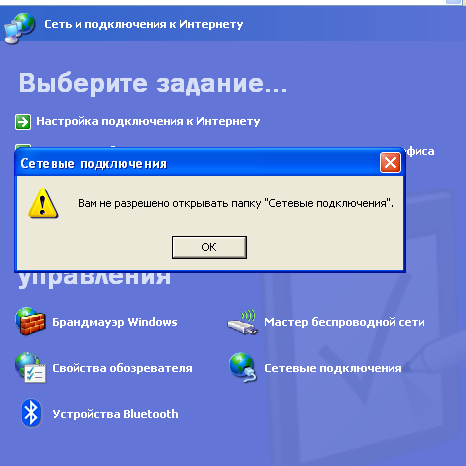 Сеть и подключения к Интернету
Выберите задание...
Настройка подключения к Интернету
офиса
Сетевые подключения
Вам не разрешено открывать папку "Сетевые подключения".
OK
управления
Брандмауэр Windows
Мастер беспроводной сети
Свойства обозревателя
Сетевые подключения
Устройства Bluetooth